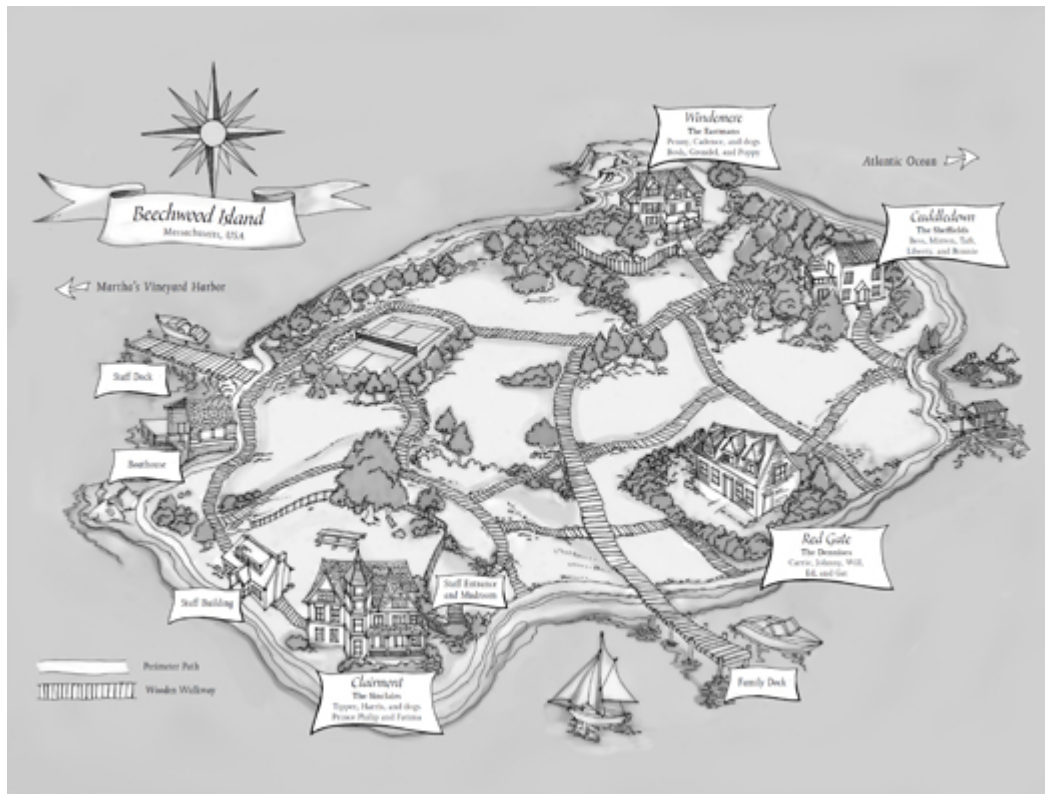 Windemere
The Eastmans
Penny, Cadence, and dogs
Bosh, Grendel, and Poppy
Atlantic Ocean
Beechwood Island
Massachusetts, USA
Cuddledown
The Sheffields
Bess, Mirren, Taft,
Liberty, and Bonnie
Martha's Vineyard Harbor
Staff Dock
Boathouse
Red Gate
The Dennises
Carrie, Johnny, Will,
Ed, and Gat
Staff Entrance
and Mudroom
Staff Building
Perimeter Path
Wooden Walkway
Family Dock
Clairmont
The Sinclairs
Tipper, Harris, and dogs
Prince Philip and Fatima